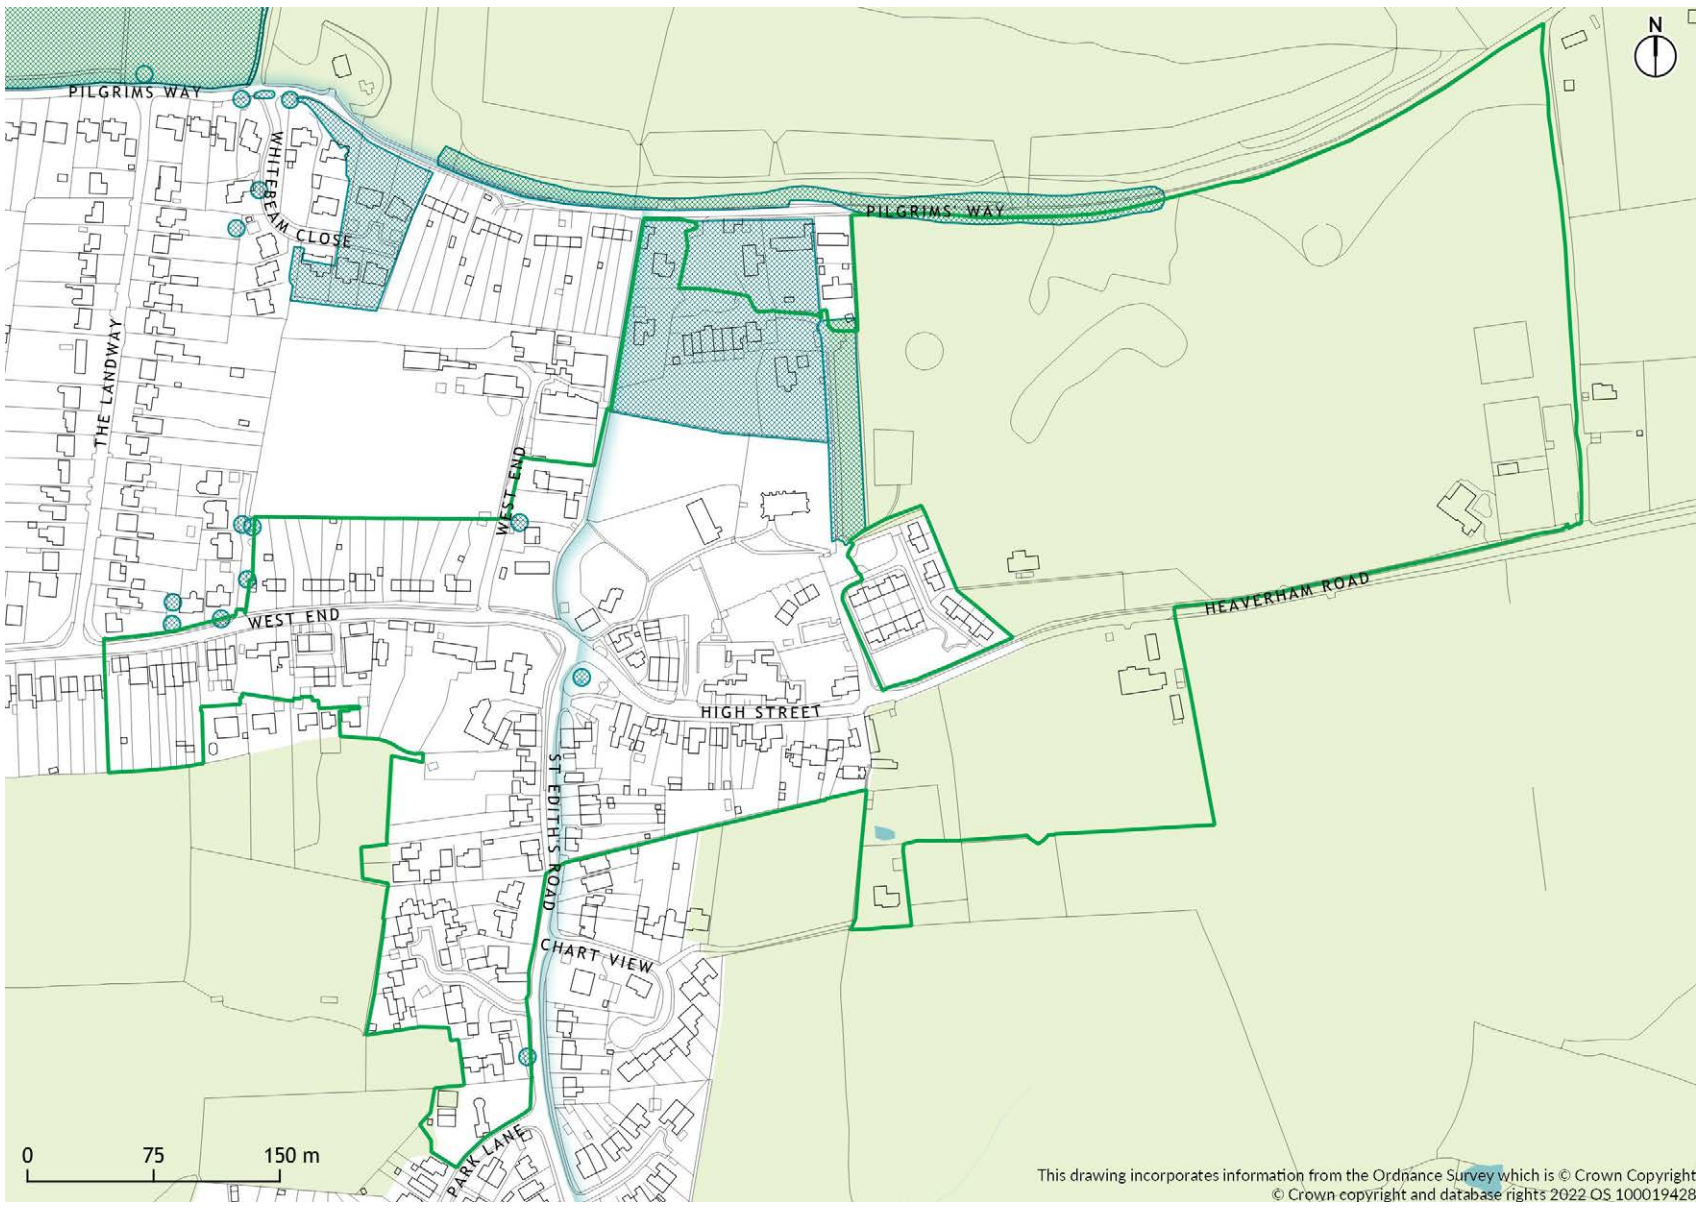 N
PILGRIMS WAY
WHITEBEAM CLOSE
PILGRIMS' WAY
THE LANDWAY
WEST END
WEST END
HEAVERHAM ROAD
HIGH STREET
ST EDITH'S ROAD
CHART VIEW
PARK LANE
0 75 150 m
This drawing incorporates information from the Ordnance Survey which is © Crown Copyright
© Crown copyright and database rights 2022 OS 100019428